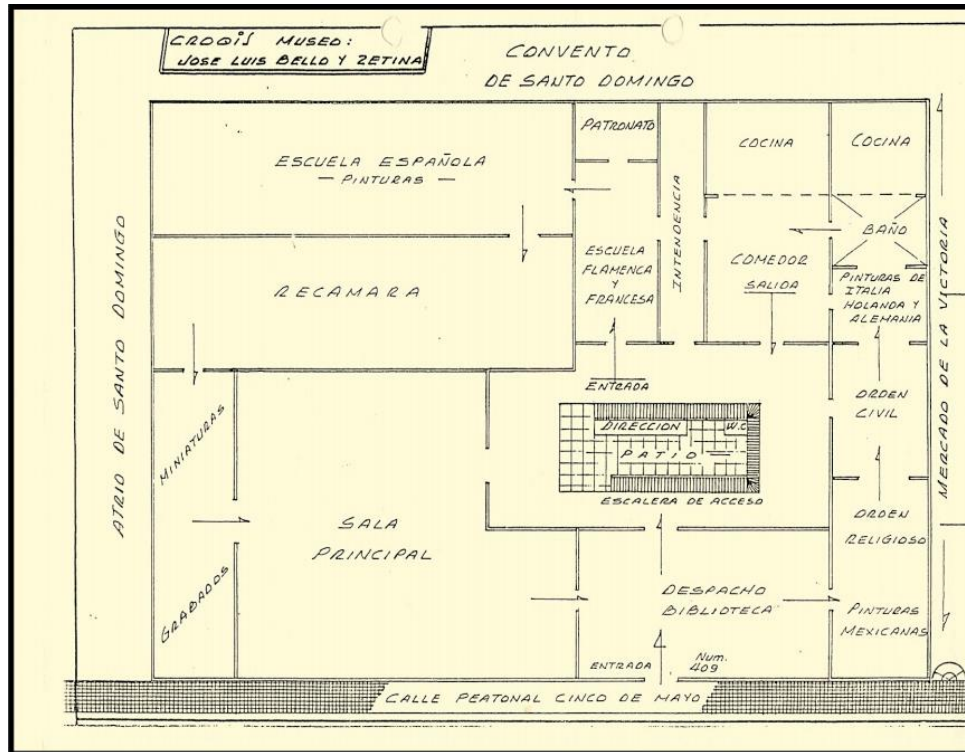 CROQiS MUSEO:
JOSE LUIS BELLO Y ZETINA
CONVENTO
DE SANTO DOMINGO
ATRIO DE SANTO DOMINGO
MERCADO DE LA VICTORIA
ESCUELA ESPAÑOLA
— PINTURAS —
PATRONATO
INTENDENCIA
COCINA
COCINA
BAÑO
ESCUELA
FLAMENCA
Y
FRANCESA
COMEDOR
SALIDA
PINTURAS DE
ITALIA
HOLANDA Y
ALEMANIA
RECAMARA
ENTRADA
MINIATURAS
DIRECCION
W.C
PATIO
ESCALERA DE ACCESO
ORDEN
CIVIL
SALA
PRINCIPAL
ORDEN
RELIGIOSO
GRABADOS
DESPACHO
BIBLIOTECA
PINTURAS
MEXICANAS
ENTRADA
Num.
409
CALLE PEATONAL CINCO DE MAYO